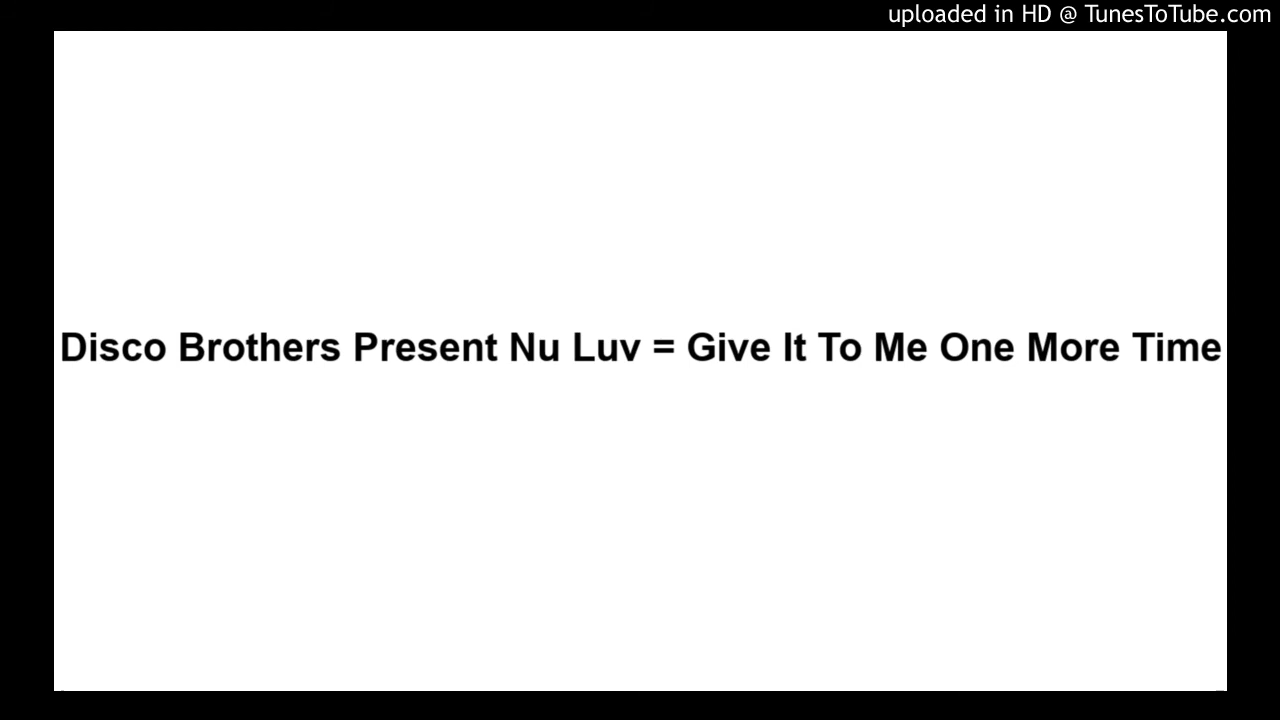 uploaded in HD @ TunesToTube.com
Disco Brothers Present Nu Luv = Give It To Me One More Time